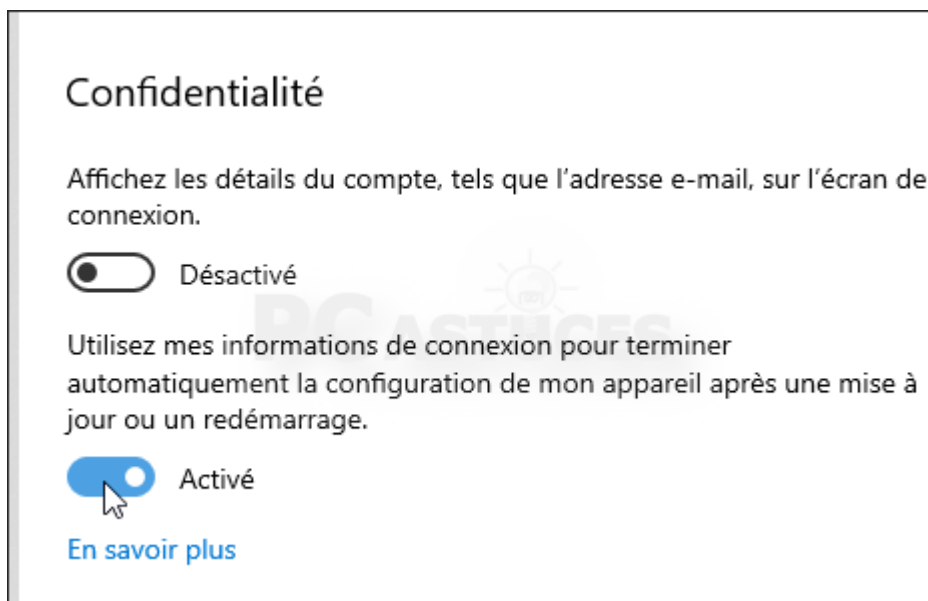 Confidentialité
Affichez les détails du compte, tels que l'adresse e-mail, sur l'écran de
connexion.
Désactivé
PC ASTUCES
Utilisez mes informations de connexion pour terminer
automatiquement la configuration de mon appareil après une mise à
jour ou un redémarrage.
Activé
En savoir plus